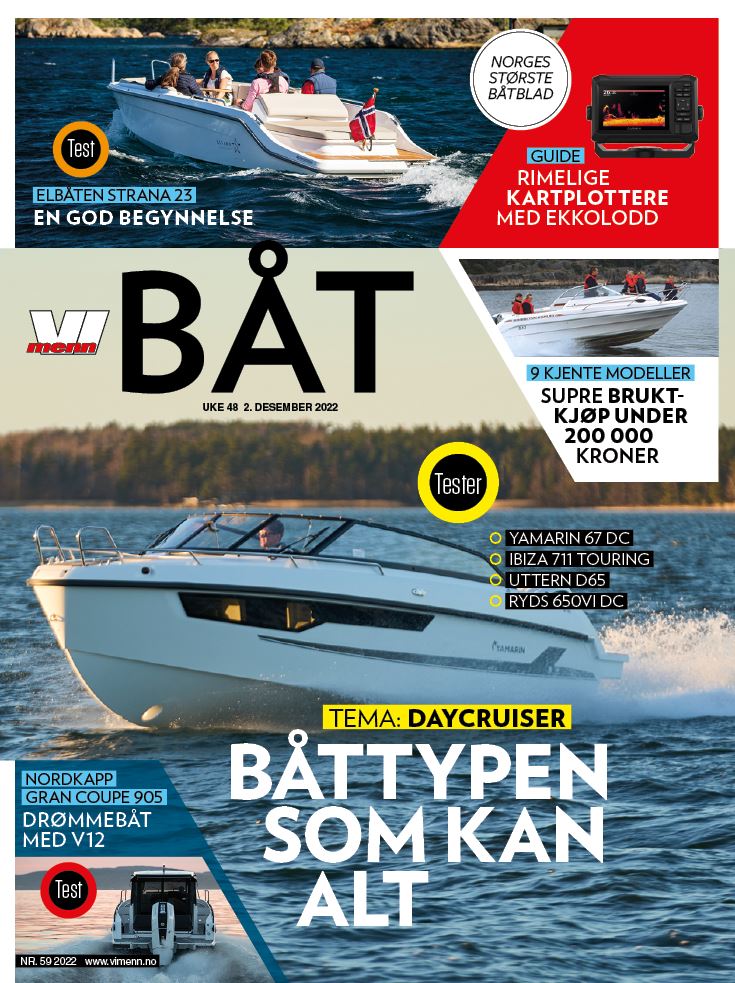 NORGES
STØRSTE
BÅTBLAD
Test
ELBÅTEN STRANA 23
EN GOD BEGYNNELSE
GUIDE
RIMELIGE
KARTPLOTTERE
MED EKKOLODD
Vi
menn
BÅT
UKE 48 2. DESEMBER 2022
9 KJENTE MODELLER
SUPRE BRUKT-
KJØP UNDER
200 000
KRONER
Tester
YAMARIN 67 DC
IBIZA 711 TOURING
UTTERN D65
RYDS 650VI DC
YAMARIN
TEMA: DAYCRUISER
BÅTTYPEN
SOM KAN
ALT
NORDKAPP
GRAN COUPE 905
DRØMMEBÅT
MED V12
Test
NR. 59 2022 www.vimenn.no